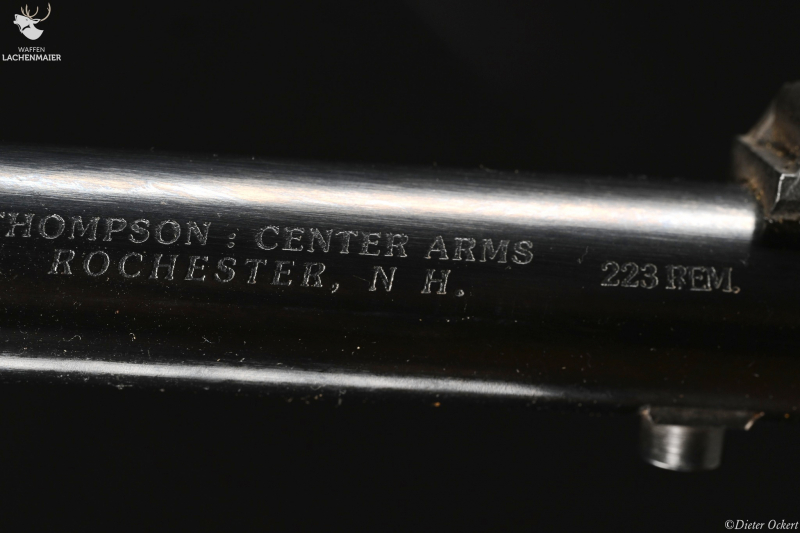 WAFFEN
LACHENMAIER
THOMPSON : CENTER ARMS
ROCHESTER, N H.
223 REM.
©Dieter Ockert